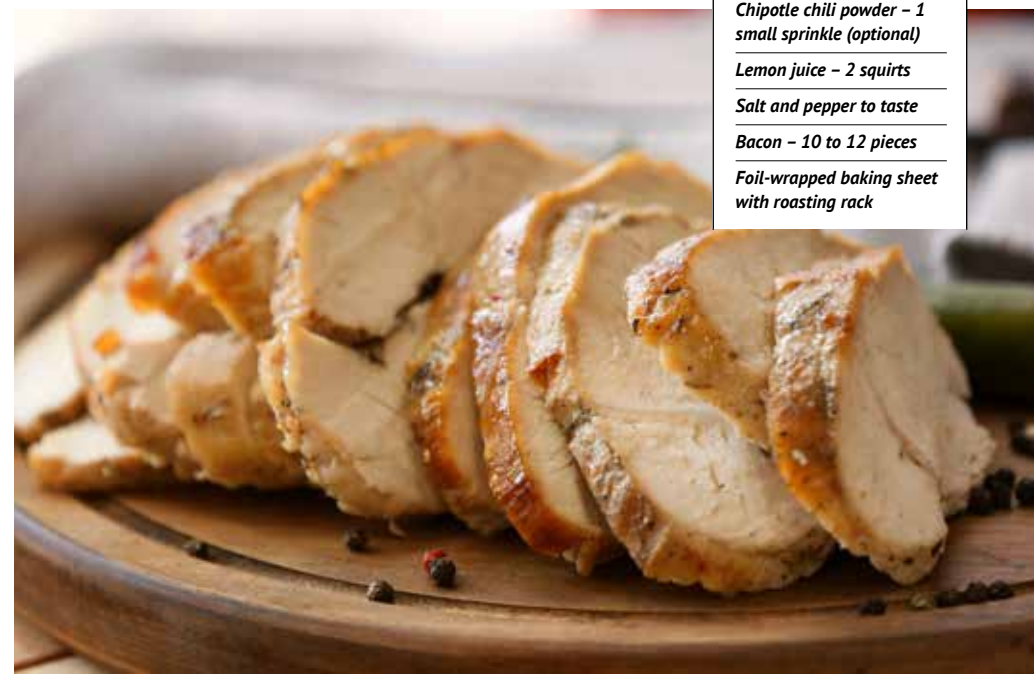 Chipotle chili powder – 1
small sprinkle (optional)
Lemon juice – 2 squirts
Salt and pepper to taste
Bacon – 10 to 12 pieces
Foil-wrapped baking sheet
with roasting rack